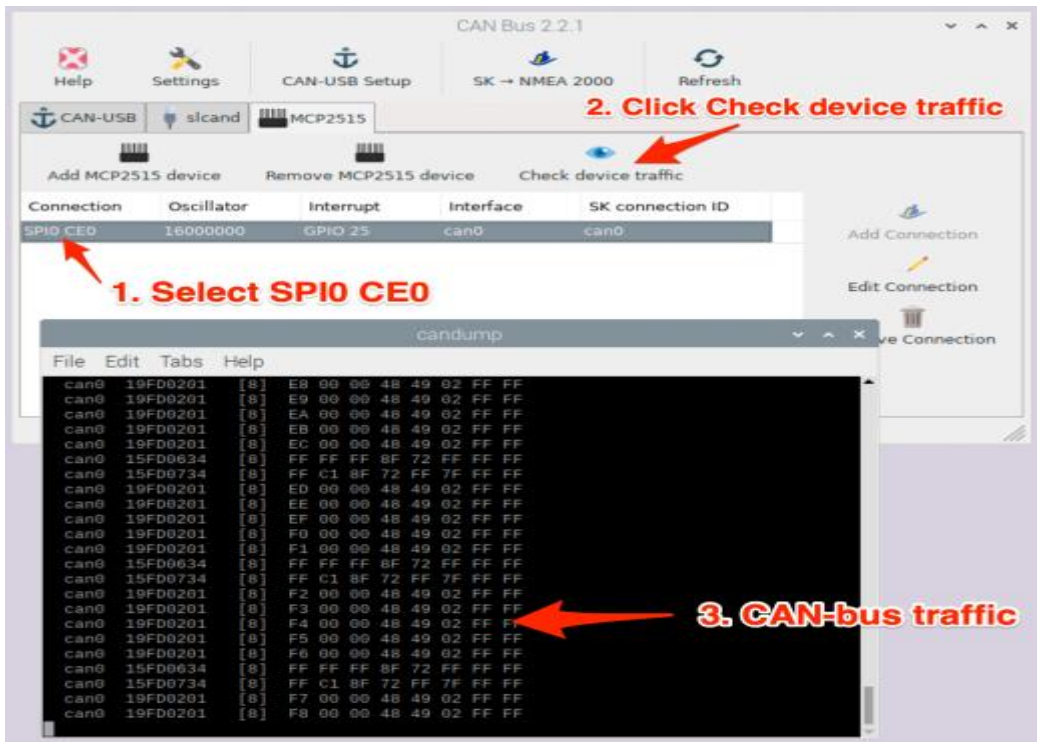 CAN Bus 2.2.1
Help Settings CAN-USB Setup SK → NMEA 2000 Refresh
2. Click Check device traffic
CAN-USB slcand MCP2515
Add MCP2515 device Remove MCP2515 device Check device traffic
Connection Oscillator Interrupt Interface SK connection ID
SPI0 CE0 16000000 GPIO 25 can0 can0
Add Connection
1. Select SPI0 CE0
Edit Connection
ve Connection
candump
File Edit Tabs Help
can0 19FD0201 [8] E8 00 00 48 49 02 FF FF
can0 19FD0201 [8] E9 00 00 48 49 02 FF FF
can0 19FD0201 [8] EA 00 00 48 49 02 FF FF
can0 19FD0201 [8] EB 00 00 48 49 02 FF FF
can0 19FD0201 [8] EC 00 00 48 49 02 FF FF
can0 15FD0634 [8] FF FF FF 8F 72 FF FF FF
can0 15FD0734 [8] FF C1 8F 72 FF 7F FF FF
can0 19FD0201 [8] ED 00 00 48 49 02 FF FF
can0 19FD0201 [8] EE 00 00 48 49 02 FF FF
can0 19FD0201 [8] EF 00 00 48 49 02 FF FF
can0 19FD0201 [8] F0 00 00 48 49 02 FF FF
can0 19FD0201 [8] F1 00 00 48 49 02 FF FF
can0 15FD0634 [8] FF FF FF 8F 72 FF FF FF
can0 15FD0734 [8] FF C1 8F 72 FF 7F FF FF
can0 19FD0201 [8] F2 00 00 48 49 02 FF FF
can0 19FD0201 [8] F3 00 00 48 49 02 FF FF
can0 19FD0201 [8] F4 00 00 48 49 02 FF FF
3. CAN-bus traffic
can0 19FD0201 [8] F5 00 00 48 49 02 FF FF
can0 19FD0201 [8] F6 00 00 48 49 02 FF FF
can0 15FD0634 [8] FF FF FF 8F 72 FF FF FF
can0 15FD0734 [8] FF C1 8F 72 FF 7F FF FF
can0 19FD0201 [8] F7 00 00 48 49 02 FF FF
can0 19FD0201 [8] F8 00 00 48 49 02 FF FF